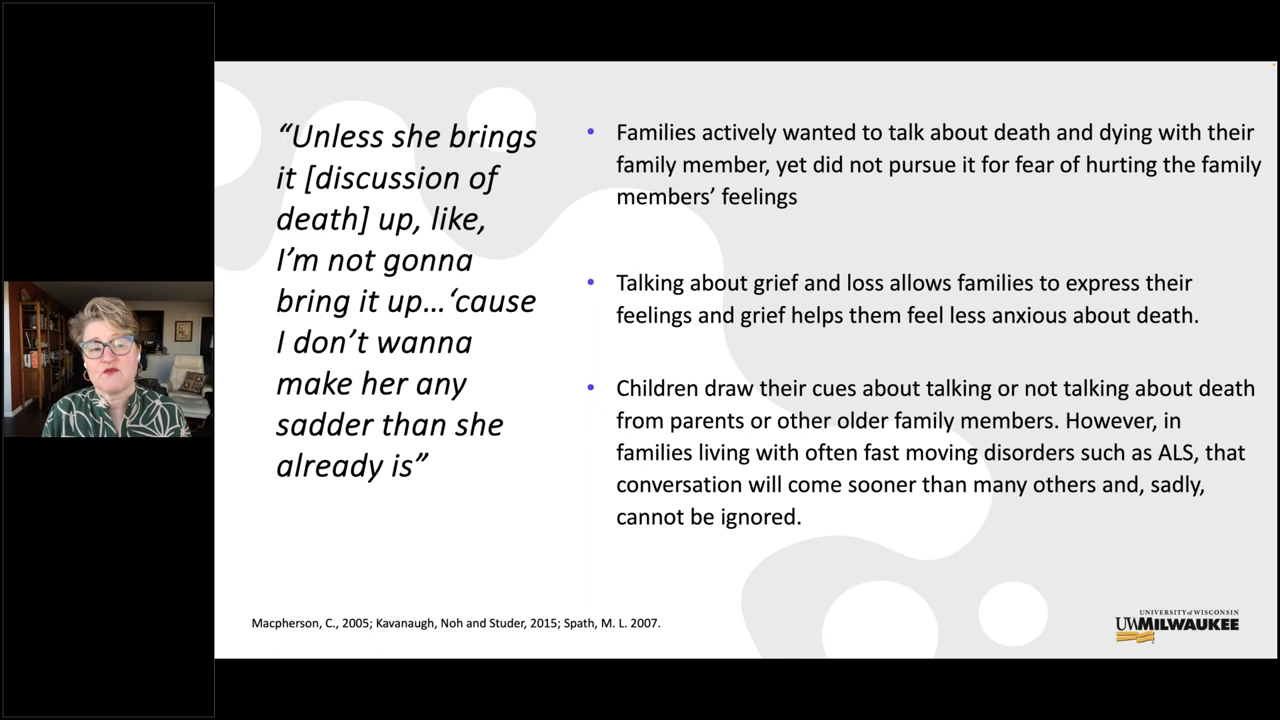 “Unless she brings
it [discussion of
death] up, like,
I’m not gonna
bring it up…‘cause
I don’t wanna
make her any
sadder than she
already is”
• Families actively wanted to talk about death and dying with their
family member, yet did not pursue it for fear of hurting the family
members’ feelings
• Talking about grief and loss allows families to express their
feelings and grief helps them feel less anxious about death.
• Children draw their cues about talking or not talking about death
from parents or other older family members. However, in
families living with often fast moving disorders such as ALS, that
conversation will come sooner than many others and, sadly,
cannot be ignored.
Macpherson, C., 2005; Kavanaugh, Noh and Studer, 2015; Spath, M. L. 2007.
UNIVERSITY of WISCONSIN
UWMILWAUKEE